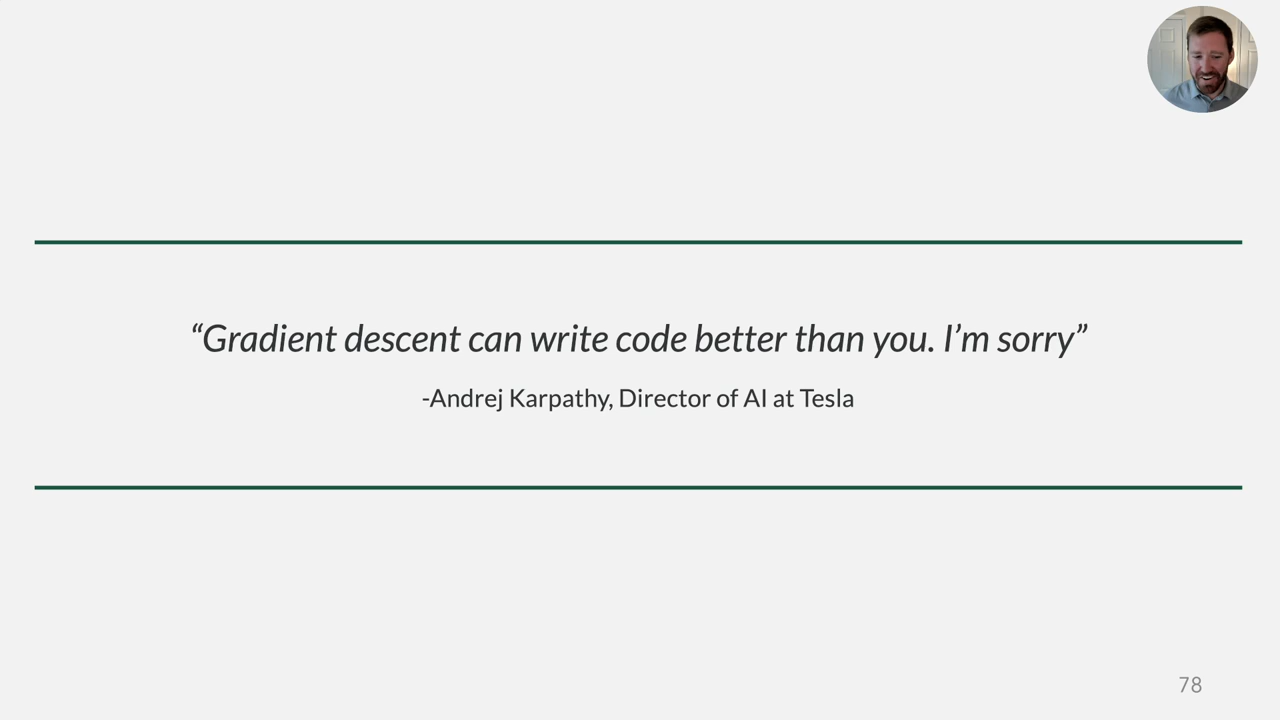 “Gradient descent can write code better than you. I’m sorry”
-Andrej Karpathy, Director of AI at Tesla
78